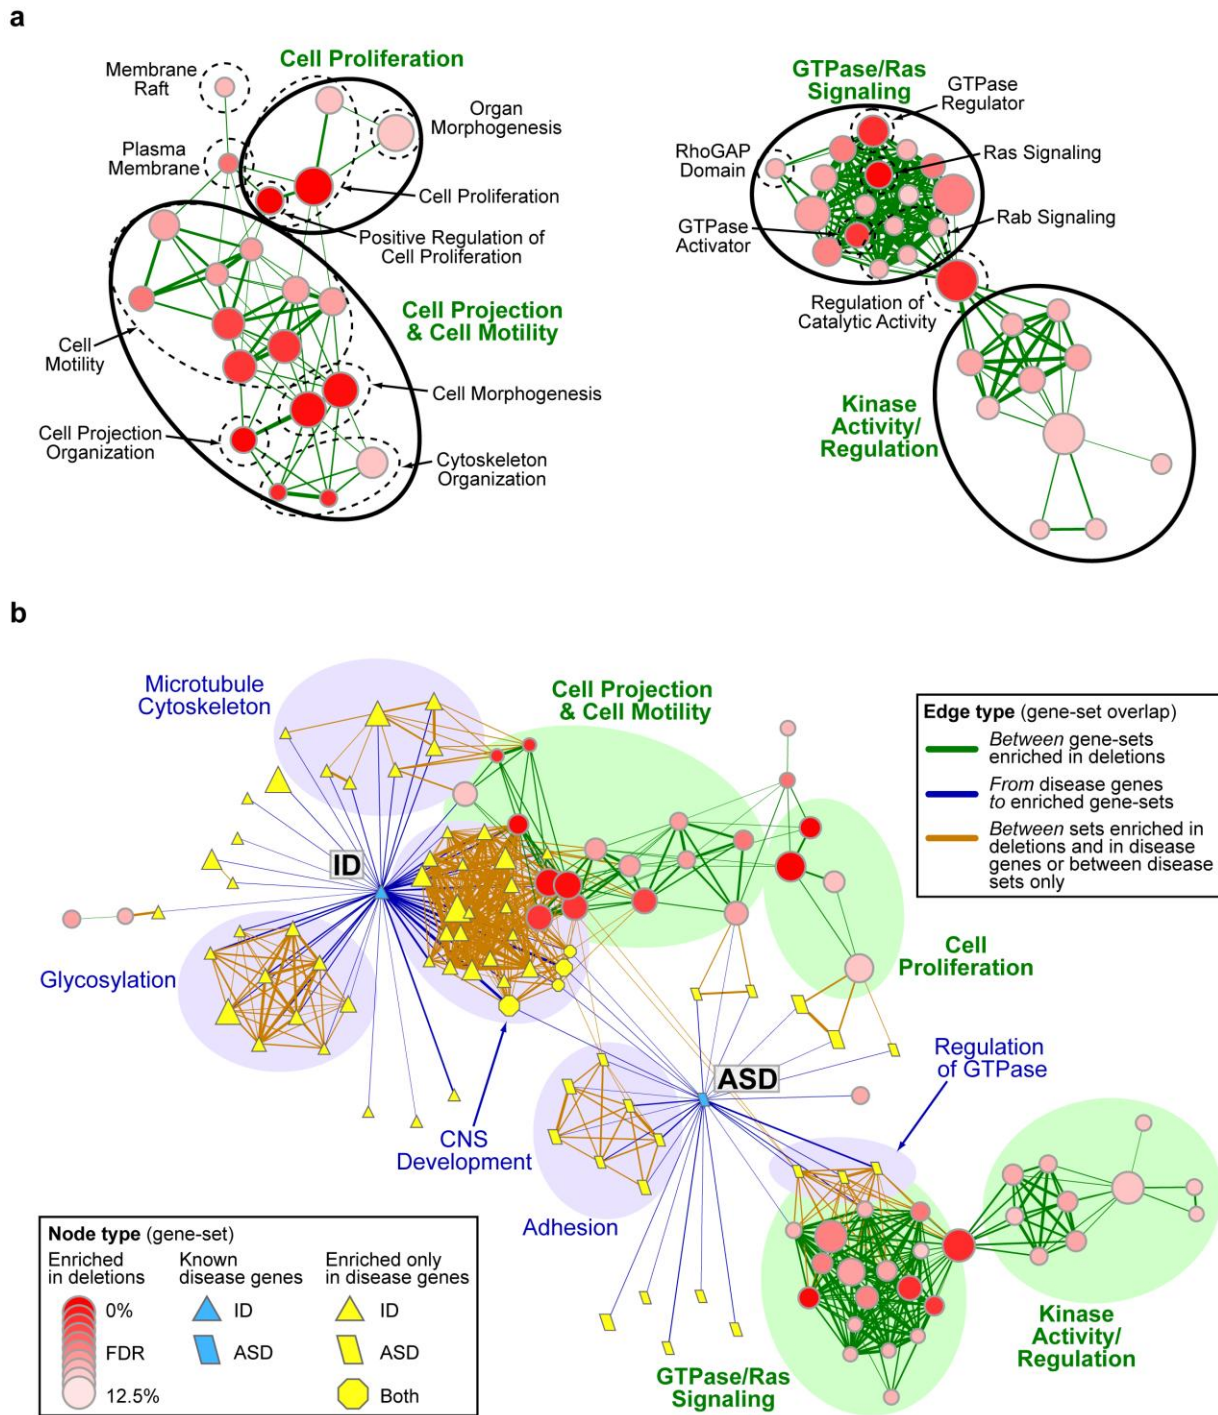 a
Cell Proliferation
Membrane
Raft
Organ
Morphogenesis
Plasma
Membrane
Cell Proliferation
Positive Regulation of
Cell Proliferation
Cell Projection
& Cell Motility
Cell
Motility
Cell Morphogenesis
Cell Projection
Organization
Cytoskeleton
Organization
GTPase/Ras
Signaling
GTPase
Regulator
RhoGAP
Domain
Ras Signaling
GTPase
Activator
Rab Signaling
Regulation of
Catalytic Activity
Kinase
Activity/
Regulation
b
Microtubule
Cytoskeleton
Cell Projection
& Cell Motility
Edge type (gene-set overlap)
Between gene-sets
enriched in deletions
From disease genes
to enriched gene-sets
Between sets enriched in
deletions and in disease
genes or between disease
sets only
ID
Glycosylation
Cell
Proliferation
ASD
Regulation
of GTPase
CNS
Development
Adhesion
Kinase
Activity/
Regulation
GTPase/Ras
Signaling
Node type (gene-set)
Enriched
in deletions
Known
disease genes
Enriched only
in disease genes
0%
FDR
12.5%
ID
ASD
ID
ASD
Both